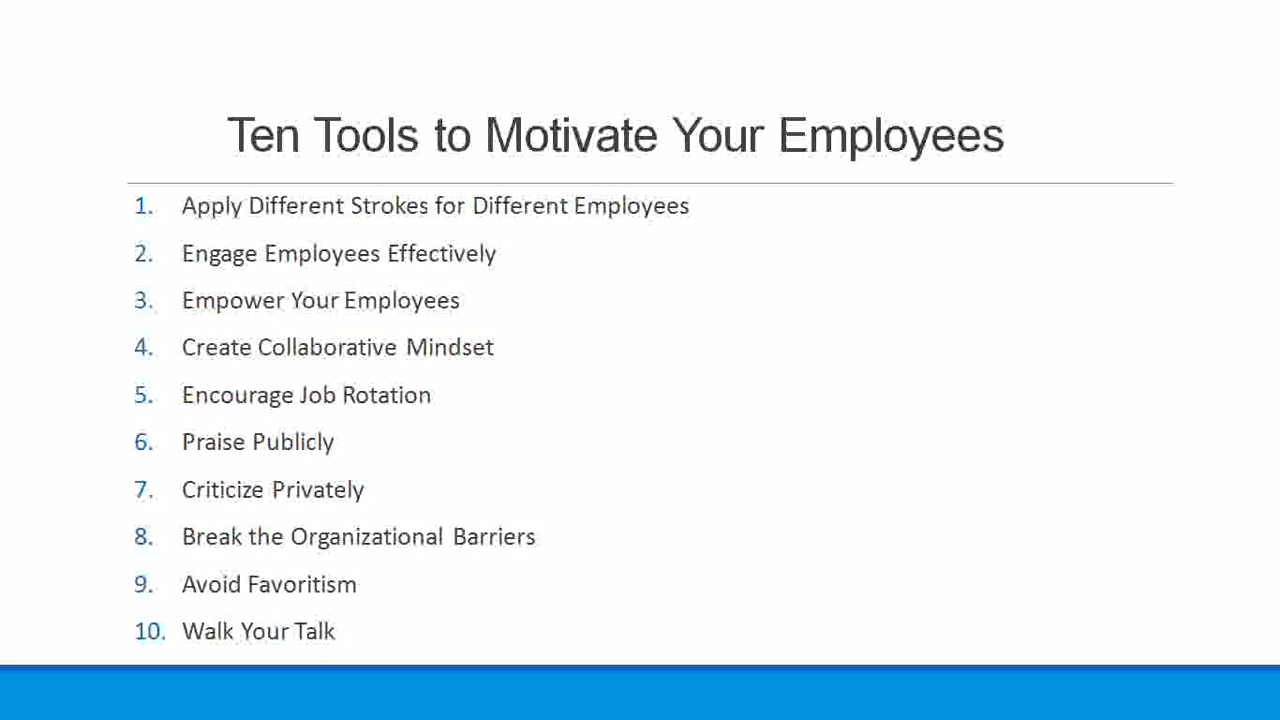 Ten Tools to Motivate Your Employees
1. Apply Different Strokes for Different Employees
2. Engage Employees Effectively
3. Empower Your Employees
4. Create Collaborative Mindset
5. Encourage Job Rotation
6. Praise Publicly
7. Criticize Privately
8. Break the Organizational Barriers
9. Avoid Favoritism
10. Walk Your Talk